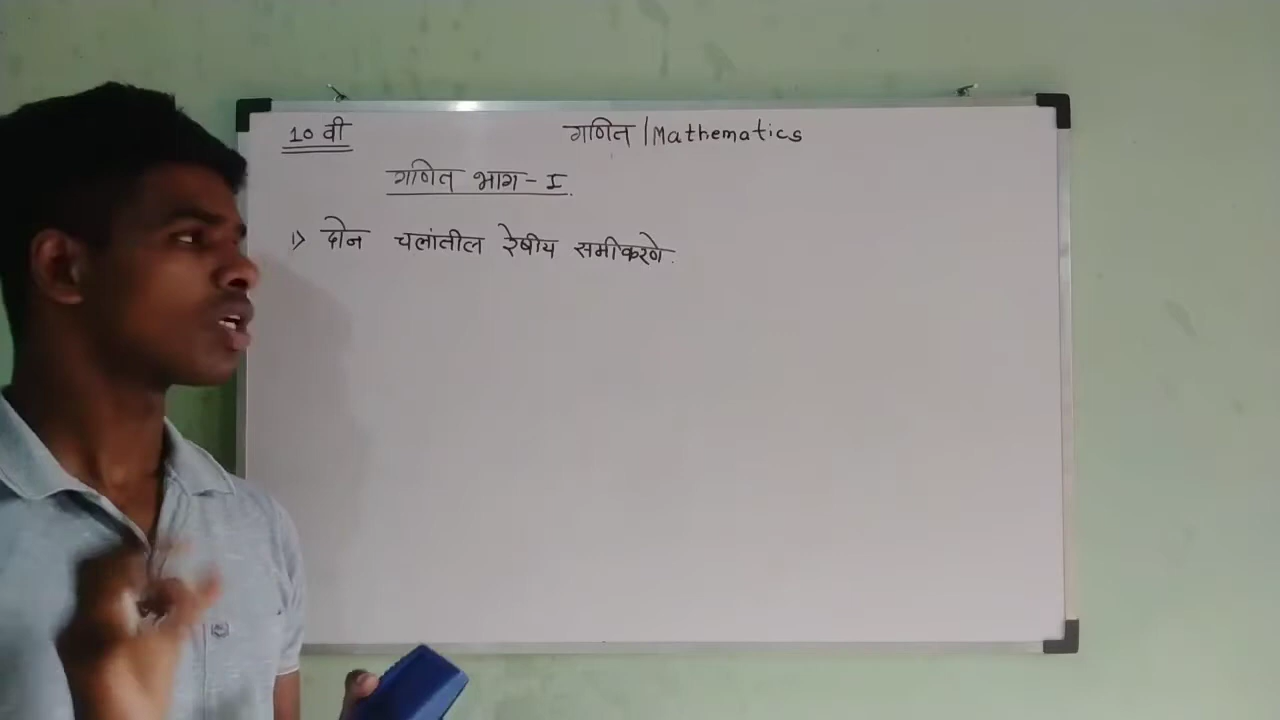 10 वी
गणित | Mathematics
गणित भाग - I.
1> दोन चलांतील रेषीय समीकरणे.